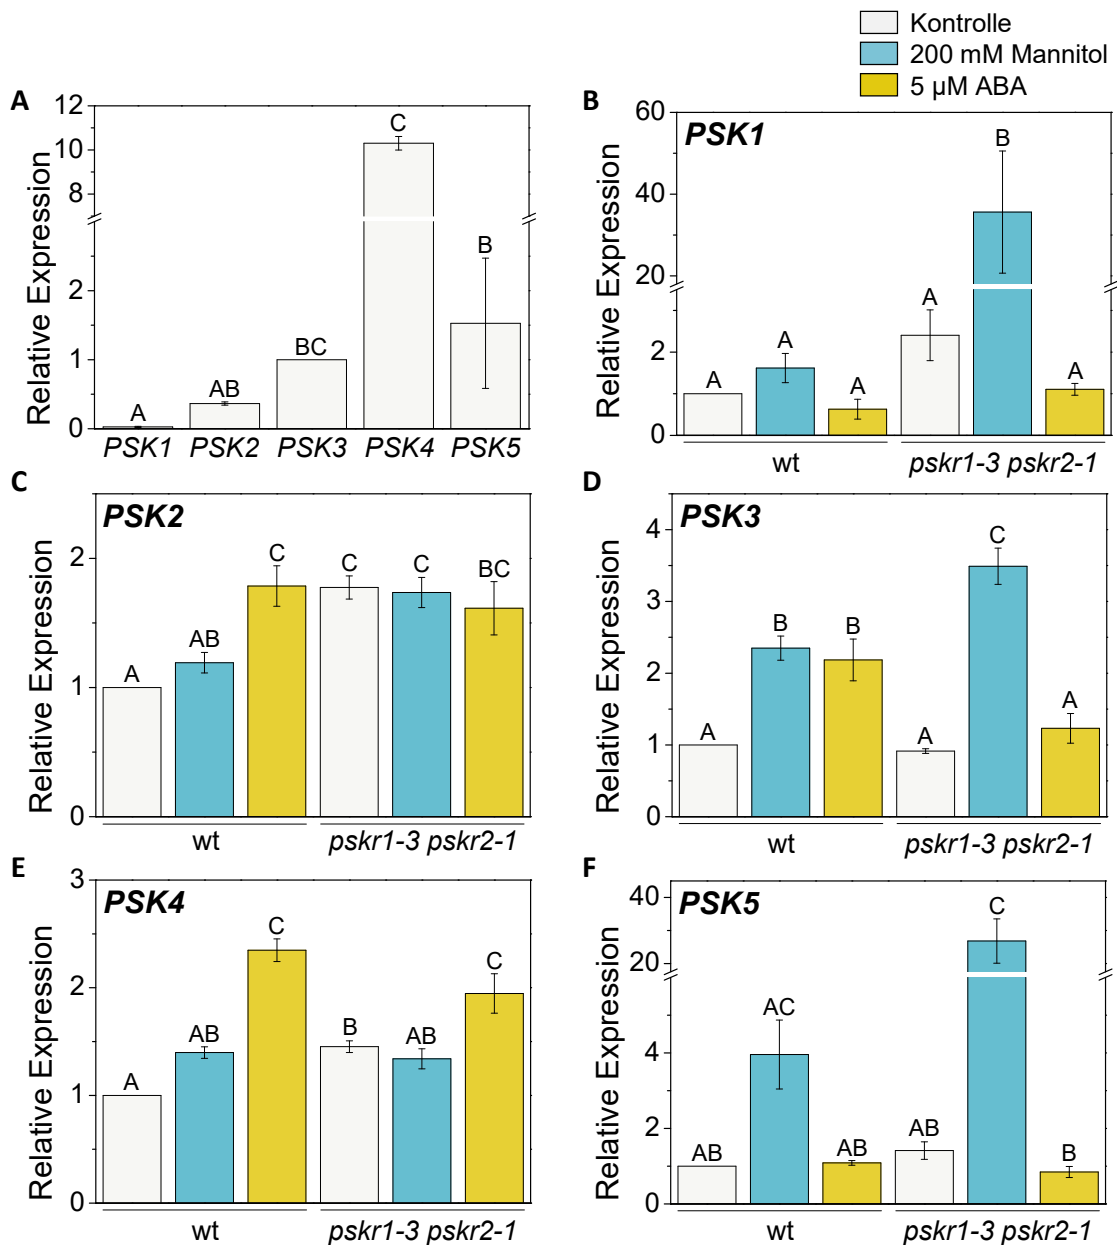 Kontrolle
200 mM Mannitol
5 µM ABA
A
Relative Expression
12
10
8
2
1
0
A
AB
BC
C
B
PSK1 PSK2 PSK3 PSK4 PSK5
B
PSK1
Relative Expression
60
40
20
2
0
A
A
A
A
B
A
wt
pskr1-3 pskr2-1
C
PSK2
Relative Expression
2
1
0
A
AB
C
C
C
BC
wt
pskr1-3 pskr2-1
D
PSK3
Relative Expression
4
3
2
1
0
A
B
B
A
C
A
wt
pskr1-3 pskr2-1
E
PSK4
Relative Expression
3
2
1
0
A
AB
C
B
AB
C
wt
pskr1-3 pskr2-1
F
PSK5
Relative Expression
40
20
4
2
0
AB
AC
AB
AB
C
B
wt
pskr1-3 pskr2-1